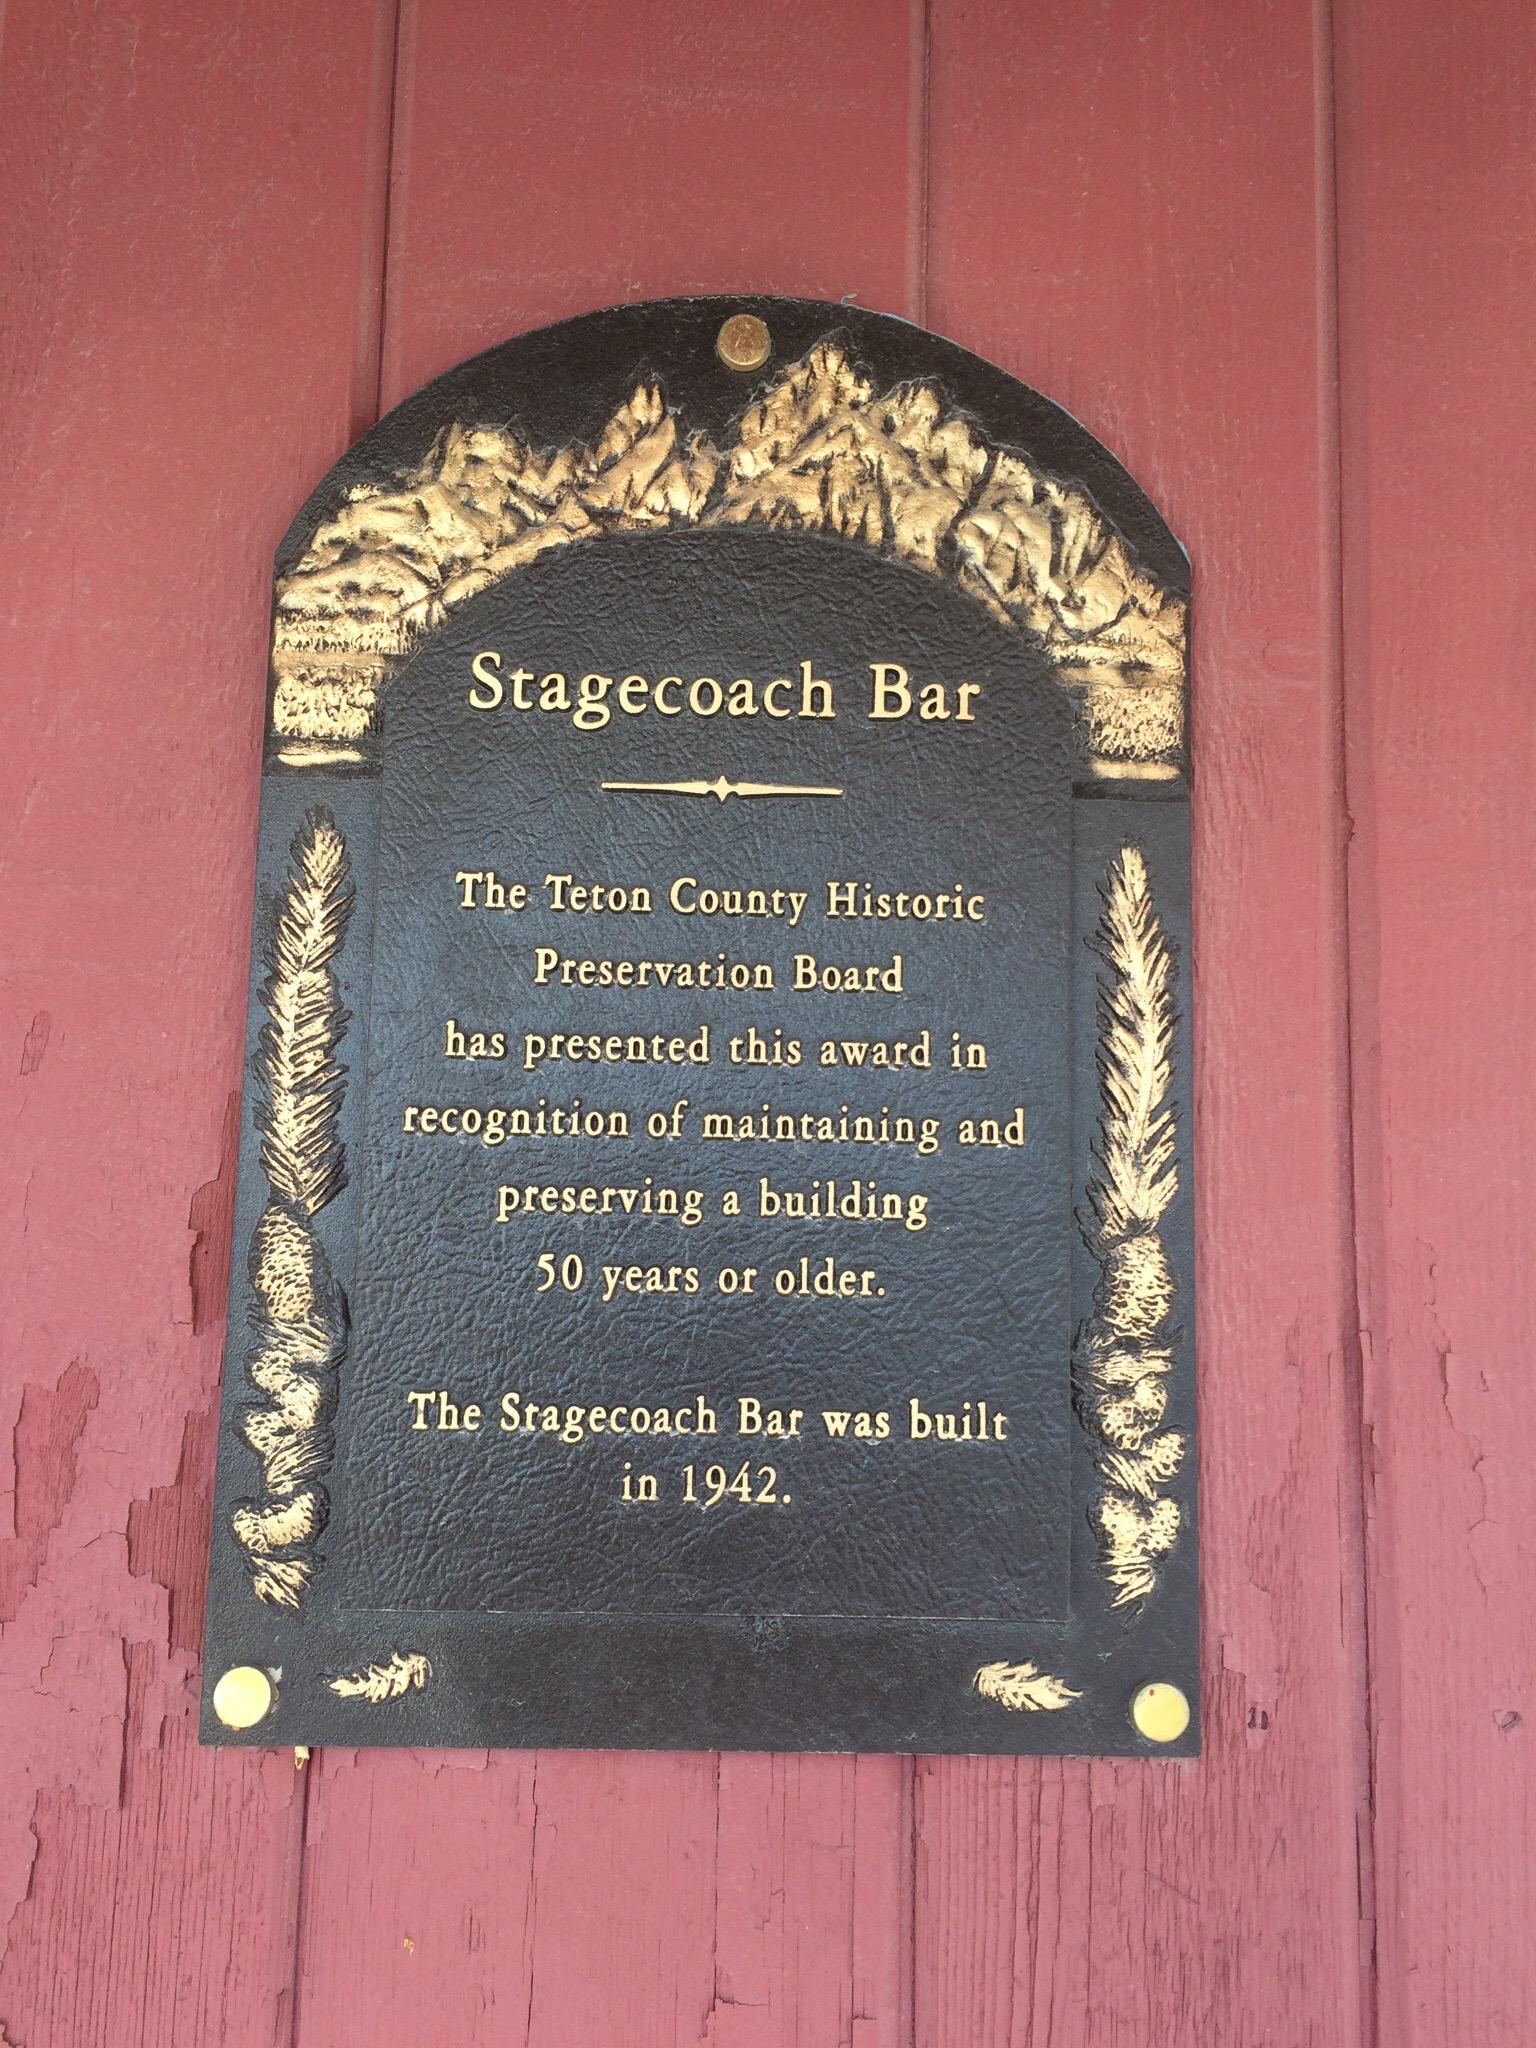 Stagecoach Bar
The Teton County Historic
Preservation Board
has presented this award in
recognition of maintaining and
preserving a building
50 years or older.
The Stagecoach Bar was built
in 1942.